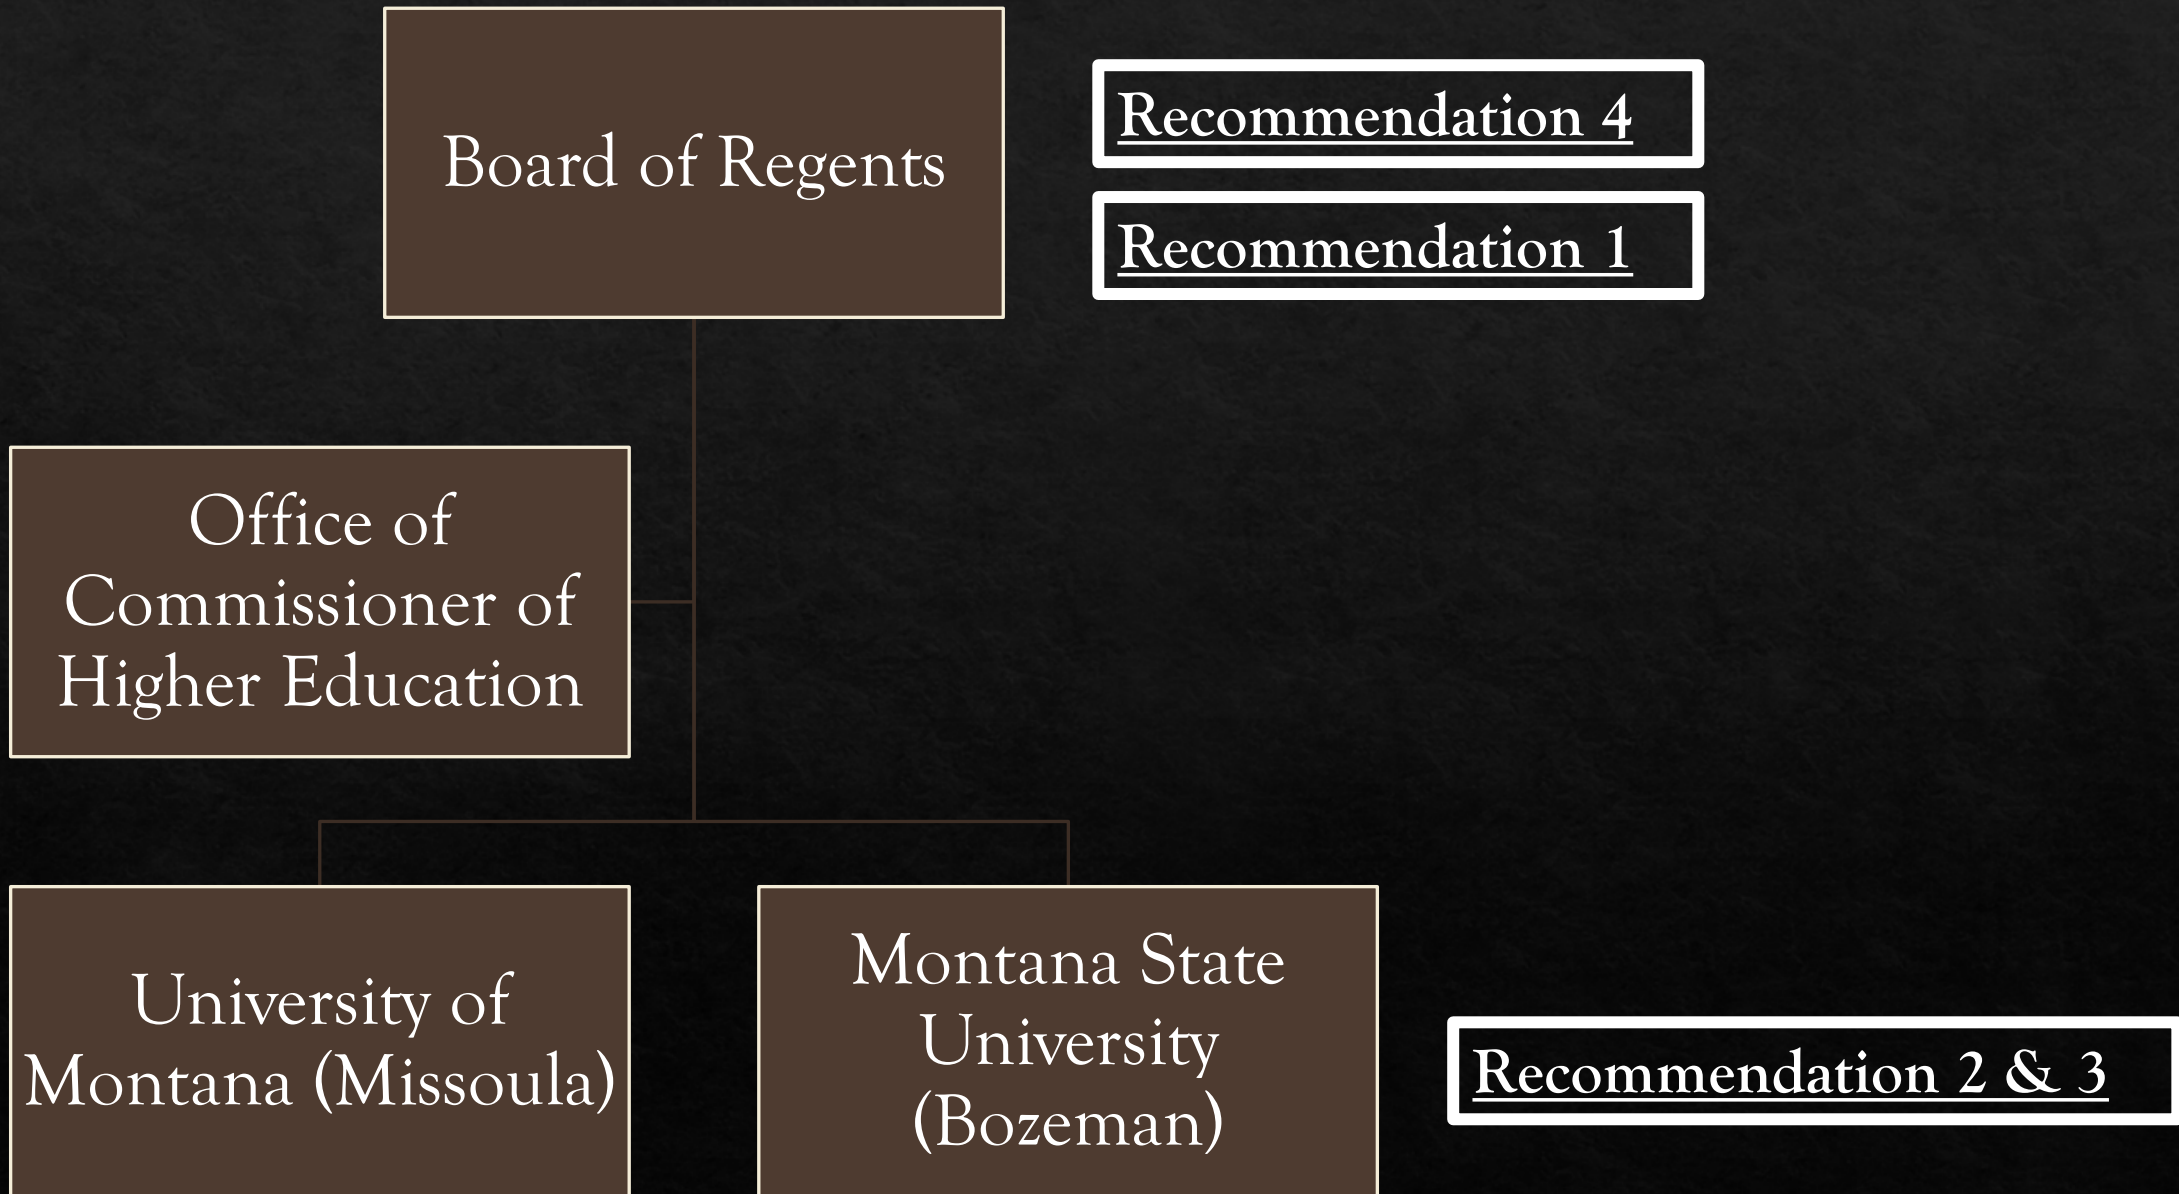 Board of Regents
Recommendation 4
Recommendation 1
Office of
Commissioner of
Higher Education
University of
Montana (Missoula)
Montana State
University
(Bozeman)
Recommendation 2 & 3